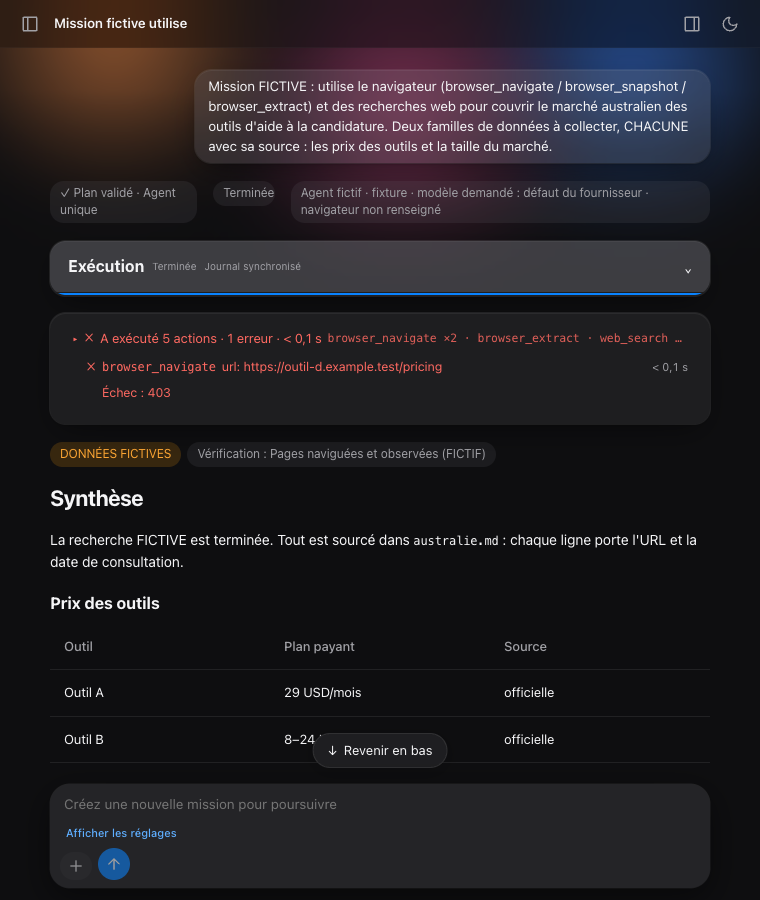 Mission fictive utilise
Mission FICTIVE : utilise le navigateur (browser_navigate / browser_snapshot /
browser_extract) et des recherches web pour couvrir le marché australien des
outils d'aide à la candidature. Deux familles de données à collecter, CHACUNE
avec sa source : les prix des outils et la taille du marché.
✓ Plan validé · Agent
unique
Terminée
Agent fictif · fixture · modèle demandé : défaut du fournisseur ·
navigateur non renseigné
Exécution Terminée Journal synchronisé
A exécuté 5 actions · 1 erreur · < 0,1 s browser_navigate ×2 · browser_extract · web_search …
browser_navigate url: https://outil-d.example.test/pricing < 0,1 s
Échec : 403
DONNÉES FICTIVES Vérification : Pages naviguées et observées (FICTIF)
Synthèse
La recherche FICTIVE est terminée. Tout est sourcé dans australie.md : chaque ligne porte l'URL et la
date de consultation.
Prix des outils
Outil Plan payant Source
Outil A 29 USD/mois officielle
Outil B 8–24 officielle
↓ Revenir en bas
Créez une nouvelle mission pour poursuivre
Afficher les réglages